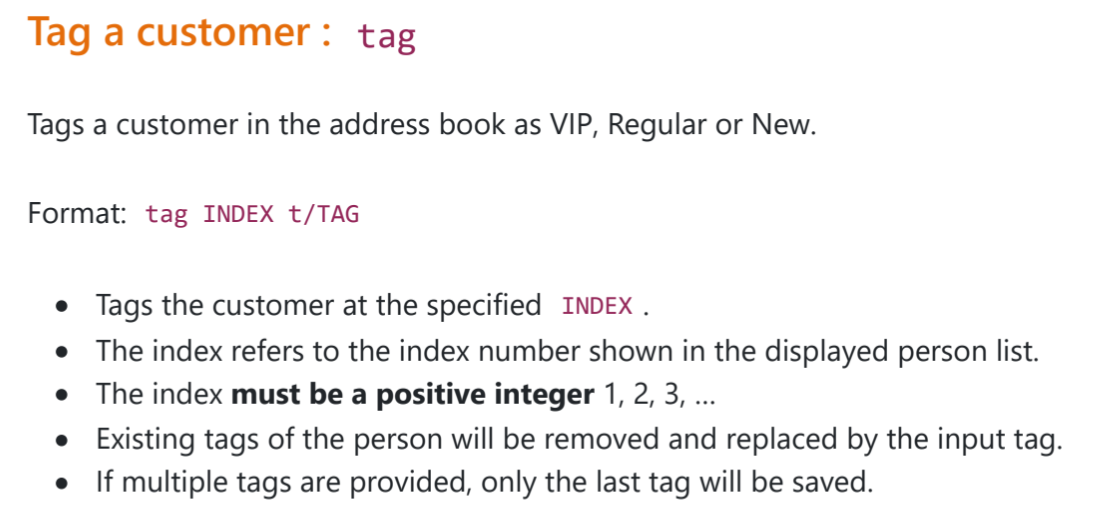 Tag a customer : tag
Tags a customer in the address book as VIP, Regular or New.
Format: tag INDEX t/TAG
• Tags the customer at the specified INDEX .
• The index refers to the index number shown in the displayed person list.
• The index must be a positive integer 1, 2, 3, …
• Existing tags of the person will be removed and replaced by the input tag.
• If multiple tags are provided, only the last tag will be saved.